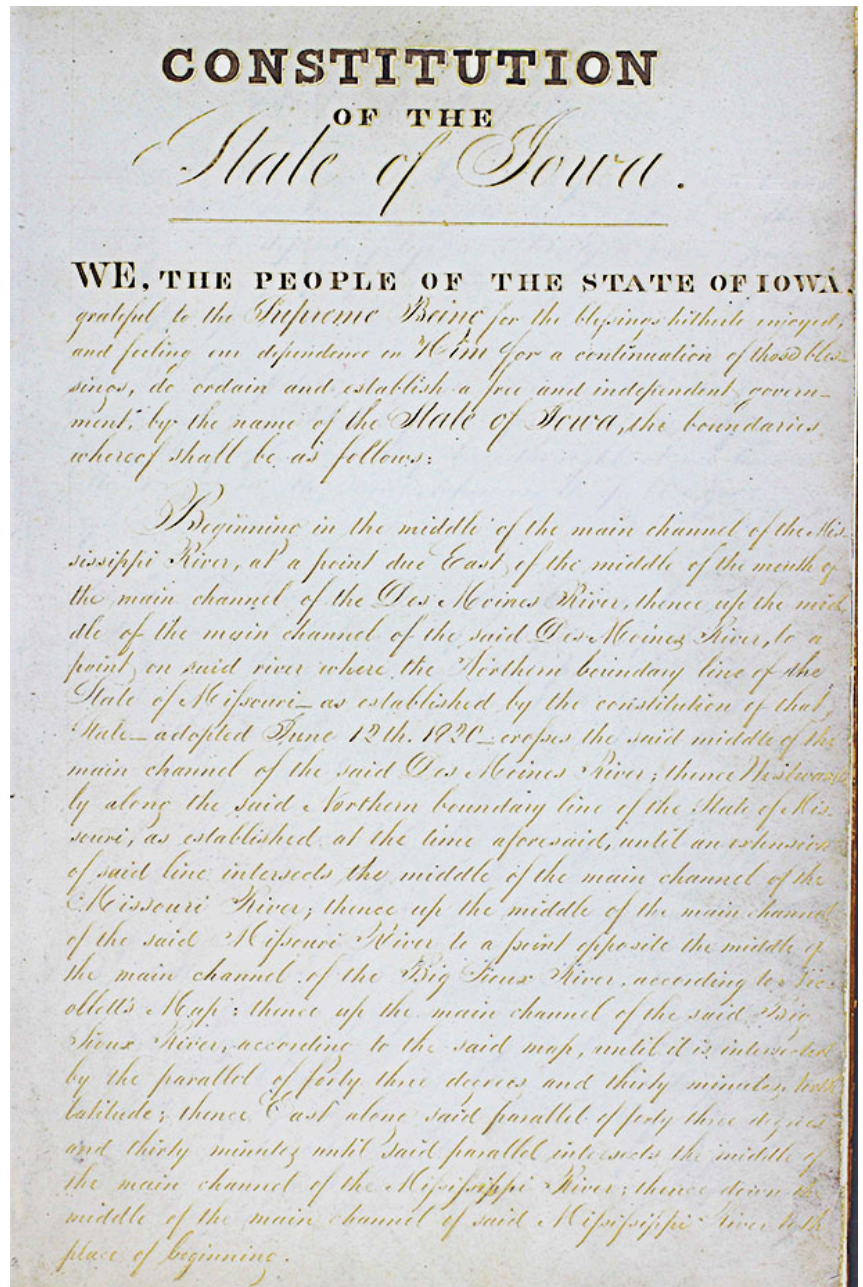 CONSTITUTION
OF THE
State of Iowa.
WE, THE PEOPLE OF THE STATE OF IOWA,
grateful to the Supreme Being for the blessings hitherto enjoyed,
and feeling our dependence on Him for a continuation of those bles-
sings, do ordain and establish a free and independent govern-
ment, by the name of the State of Iowa, the boundaries
whereof shall be as follows:
Beginning in the middle of the main channel of the Mis-
sissippi River, at a point due East of the middle of the mouth of
the main channel of the Des Moines River, thence up the mid-
dle of the main channel of the said Des Moines River, to a
point on said river where the Northern boundary line of the
State of Missouri—as established by the constitution of that
State—adopted June 12th. 1820—crosses the said middle of the
main channel of the said Des Moines River; thence Westward-
ly along the said Northern boundary line of the State of Mis-
souri, as established at the time aforesaid, until an extension
of said line intersects the middle of the main channel of the
Missouri River; thence up the middle of the main channel
of the said Missouri River to a point opposite the middle of
the main channel of the Big Sioux River, according to Nic-
ollett's Map; thence up the main channel of the said Big
Sioux River, according to the said map, until it is intersected
by the parallel of forty three degrees and thirty minutes North
latitude; thence East along said parallel of forty three degrees
and thirty minutes until said parallel intersects the middle of
the main channel of the Mississippi River; thence down the
middle of the main channel of said Mississippi River to the
place of beginning.